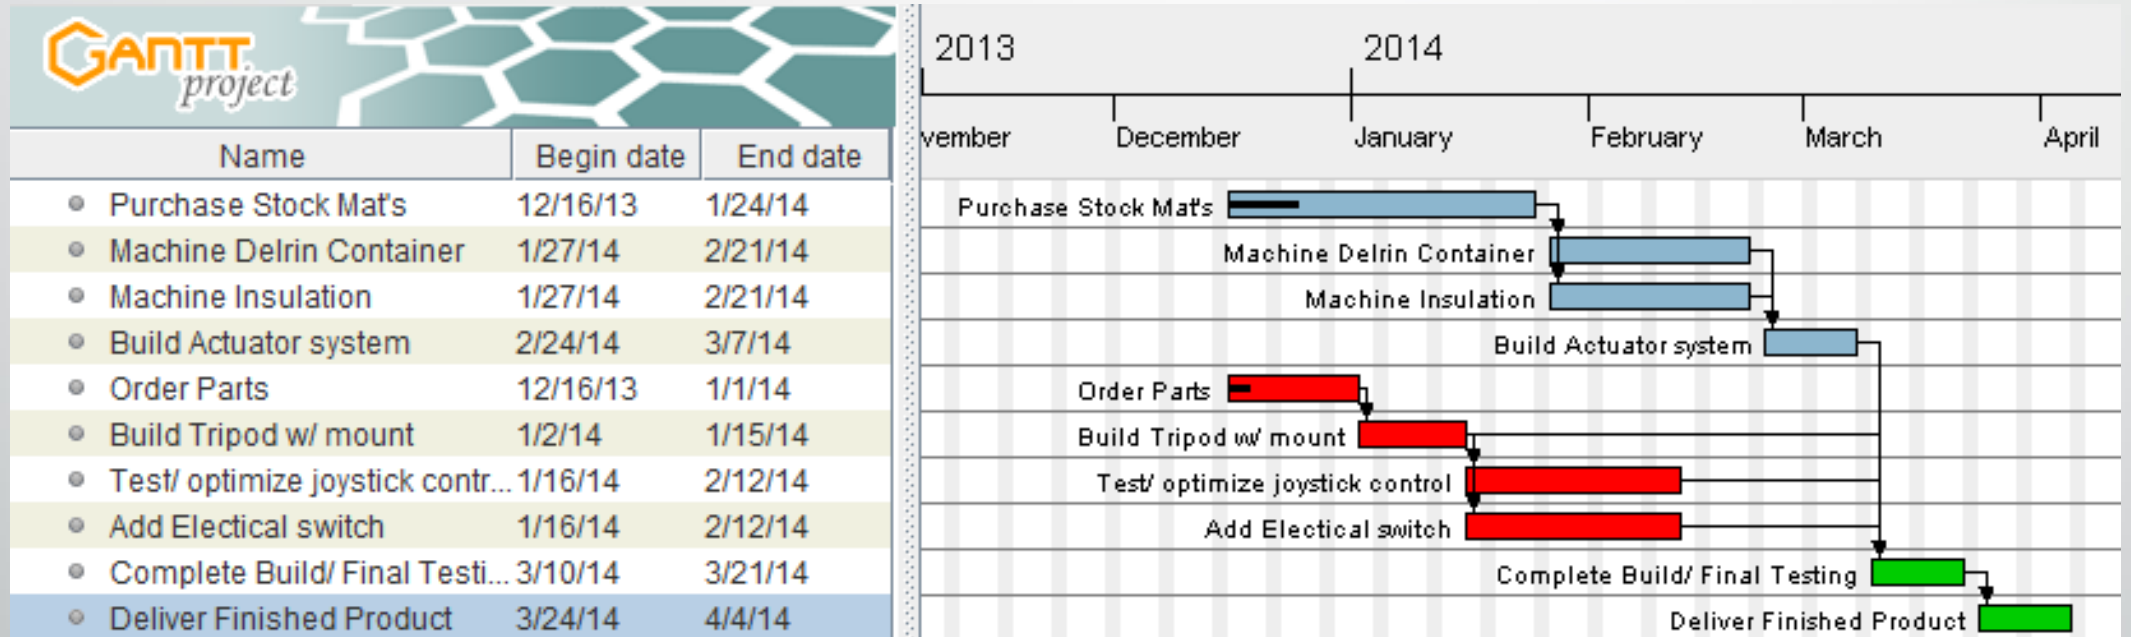 GANTT
project
Name Begin date End date
Purchase Stock Mat's 12/16/13 1/24/14
Machine Delrin Container 1/27/14 2/21/14
Machine Insulation 1/27/14 2/21/14
Build Actuator system 2/24/14 3/7/14
Order Parts 12/16/13 1/1/14
Build Tripod w/ mount 1/2/14 1/15/14
Test/ optimize joystick contr... 1/16/14 2/12/14
Add Electical switch 1/16/14 2/12/14
Complete Build/ Final Testi... 3/10/14 3/21/14
Deliver Finished Product 3/24/14 4/4/14
2013 2014
vember December January February March April
Purchase Stock Mat's
Machine Delrin Container
Machine Insulation
Build Actuator system
Order Parts
Build Tripod w/ mount
Test/ optimize joystick control
Add Electical switch
Complete Build/ Final Testing
Deliver Finished Product